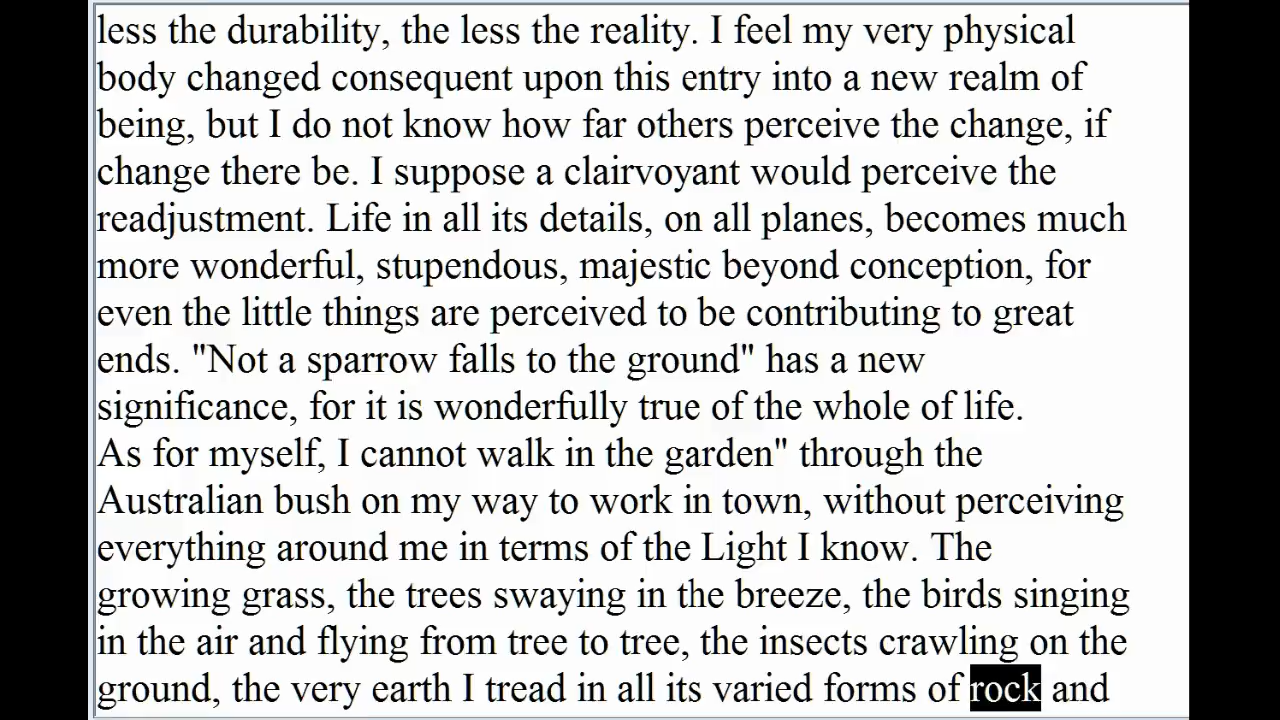 less the durability, the less the reality. I feel my very physical
body changed consequent upon this entry into a new realm of
being, but I do not know how far others perceive the change, if
change there be. I suppose a clairvoyant would perceive the
readjustment. Life in all its details, on all planes, becomes much
more wonderful, stupendous, majestic beyond conception, for
even the little things are perceived to be contributing to great
ends. "Not a sparrow falls to the ground" has a new
significance, for it is wonderfully true of the whole of life.
As for myself, I cannot walk in the garden" through the
Australian bush on my way to work in town, without perceiving
everything around me in terms of the Light I know. The
growing grass, the trees swaying in the breeze, the birds singing
in the air and flying from tree to tree, the insects crawling on the
ground, the very earth I tread in all its varied forms of rock and